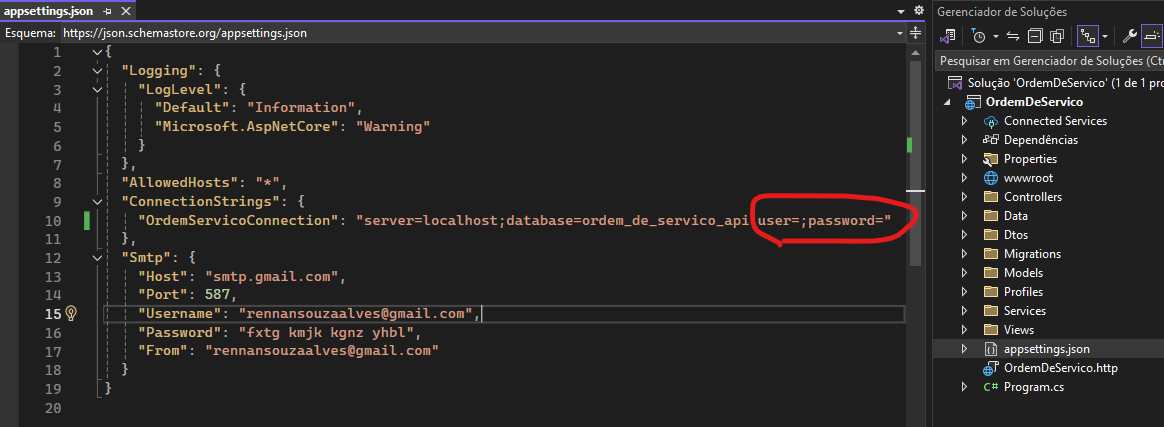 appsettings.json
Esquema: https://json.schemastore.org/appsettings.json
1 {
2 "Logging": {
3 "LogLevel": {
4 "Default": "Information",
5 "Microsoft.AspNetCore": "Warning"
6 }
7 },
8 "AllowedHosts": "*",
9 "ConnectionStrings": {
10 "OrdemServicoConnection": "server=localhost;database=ordem_de_servico_api;user=;password="
11 },
12 "Smtp": {
13 "Host": "smtp.gmail.com",
14 "Port": 587,
15 "Username": "rennansouzaalves@gmail.com",
16 "Password": "fxtg kmjk kgnz yhbl",
17 "From": "rennansouzaalves@gmail.com"
18 }
19 }
20
Gerenciador de Soluções
Pesquisar em Gerenciador de Soluções (Ctr
Solução 'OrdemDeServico' (1 de 1 pro
OrdemDeServico
Connected Services
Dependências
Properties
wwwroot
Controllers
Data
Dtos
Migrations
Models
Profiles
Services
Views
appsettings.json
OrdemDeServico.http
C# Program.cs